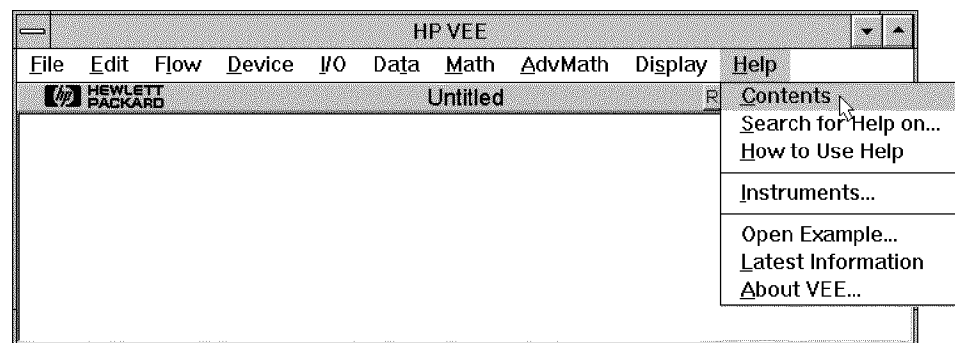 HP VEE
File Edit Flow Device I/O Data Math AdvMath Display Help
hp HEWLETT PACKARD Untitled R
Contents
Search for Help on...
How to Use Help
Instruments...
Open Example...
Latest Information
About VEE...